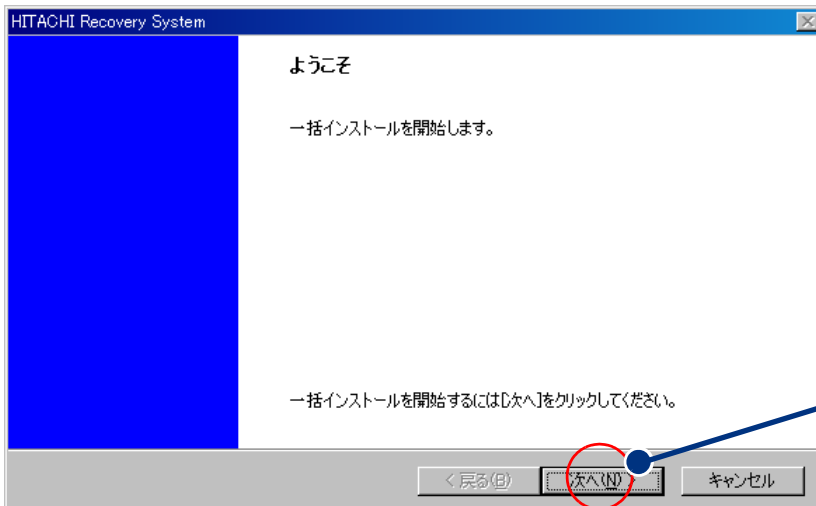 HITACHI Recovery System
ようこそ
一括インストールを開始します。
一括インストールを開始するには[次へ]をクリックしてください。
< 戻る(B)
次へ(N) >
キャンセル